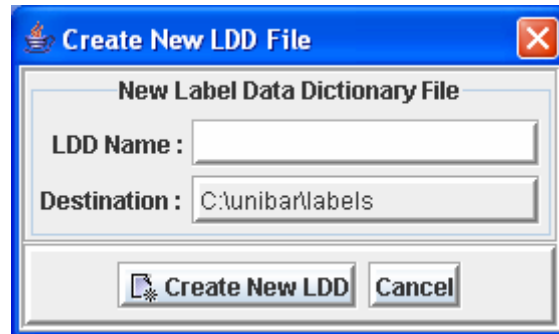 Create New LDD File
New Label Data Dictionary File
LDD Name :
Destination : C:\unibar\labels
Create New LDD Cancel